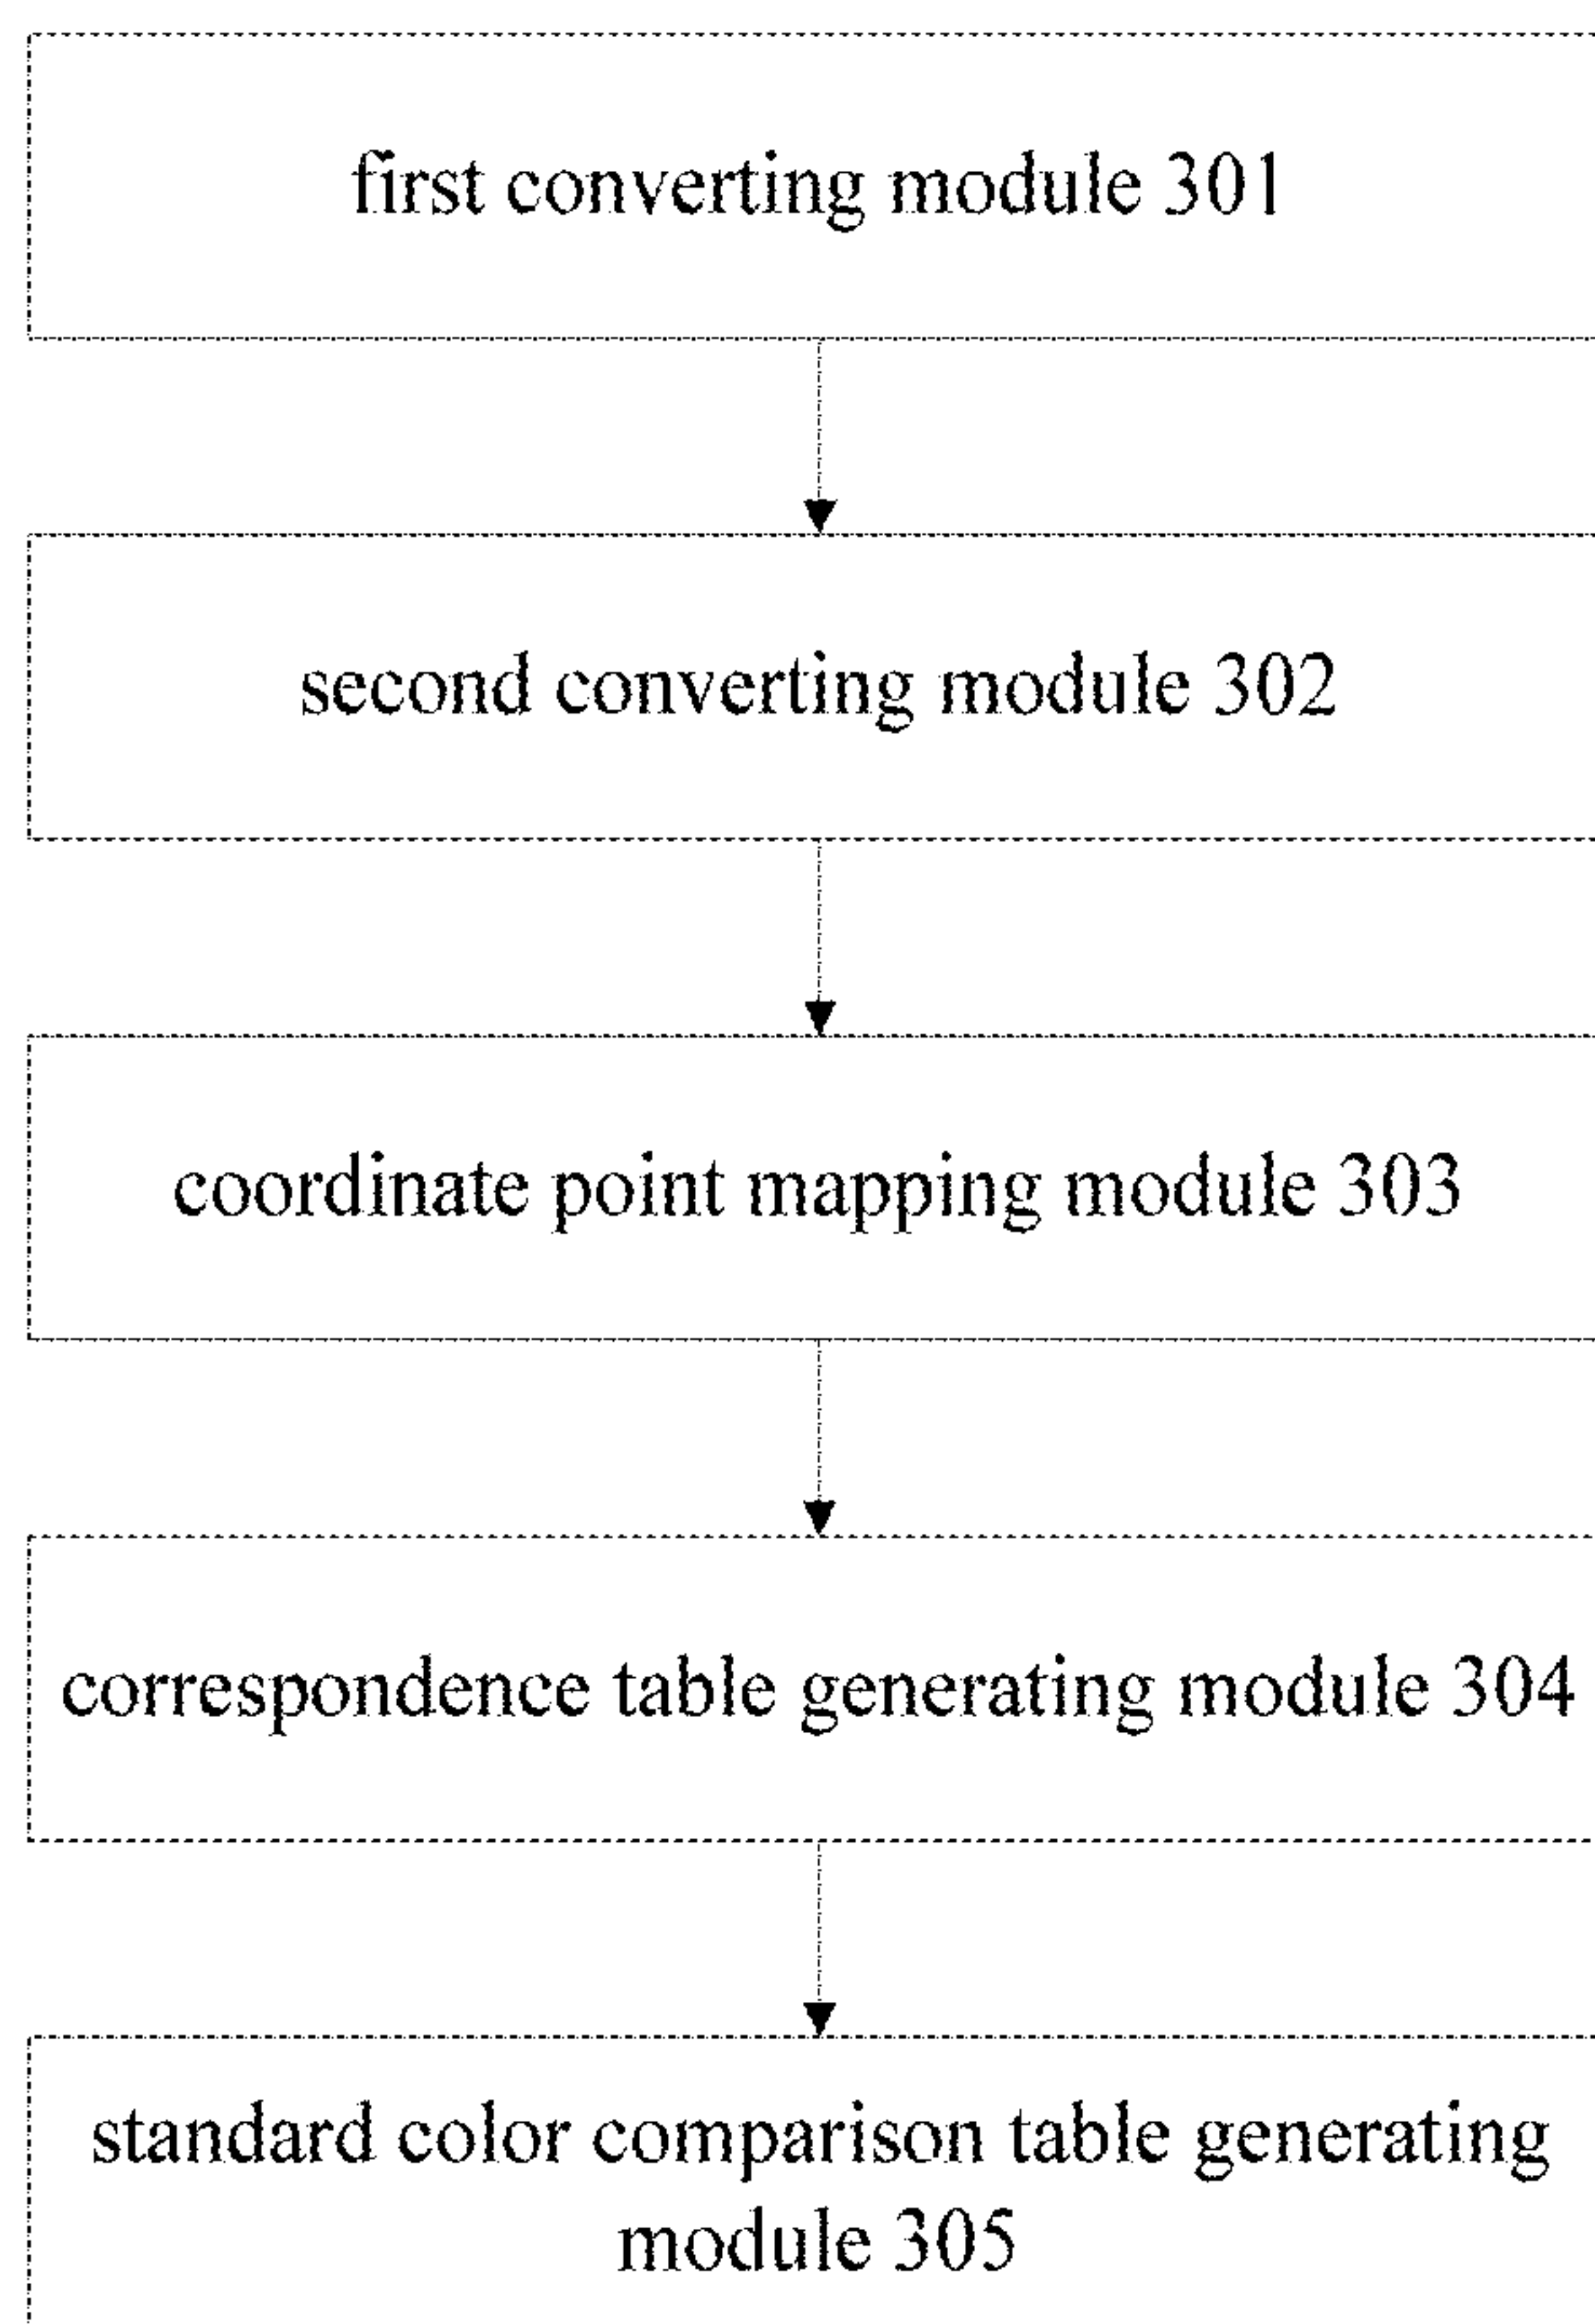 first converting module 301
second converting module 302
coordinate point mapping module 303
correspondence table generating module 304
standard color comparison table generating
module 305